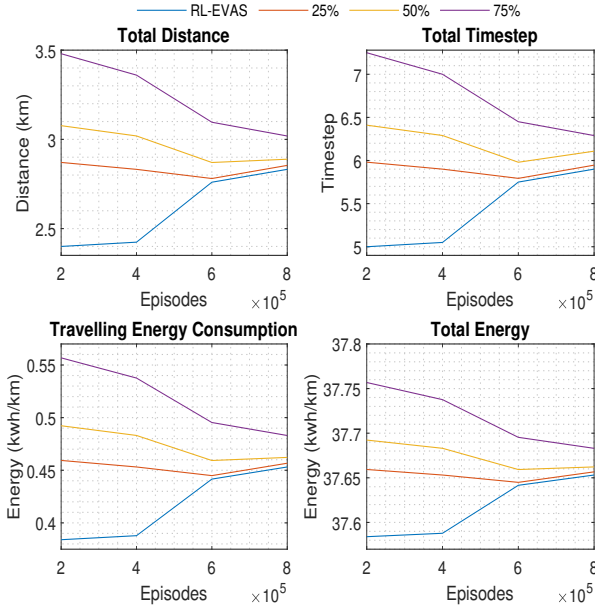 RL-EVAS 25% 50% 75%
Total Distance
Distance (km)
3.5
3
2.5
2 4 6 8
Episodes ×10^5
Total Timestep
Timestep
7
6.5
6
5.5
5
2 4 6 8
Episodes ×10^5
Travelling Energy Consumption
Energy (kwh/km)
0.55
0.5
0.45
0.4
2 4 6 8
Episodes ×10^5
Total Energy
Energy (kwh/km)
37.8
37.75
37.7
37.65
37.6
2 4 6 8
Episodes ×10^5